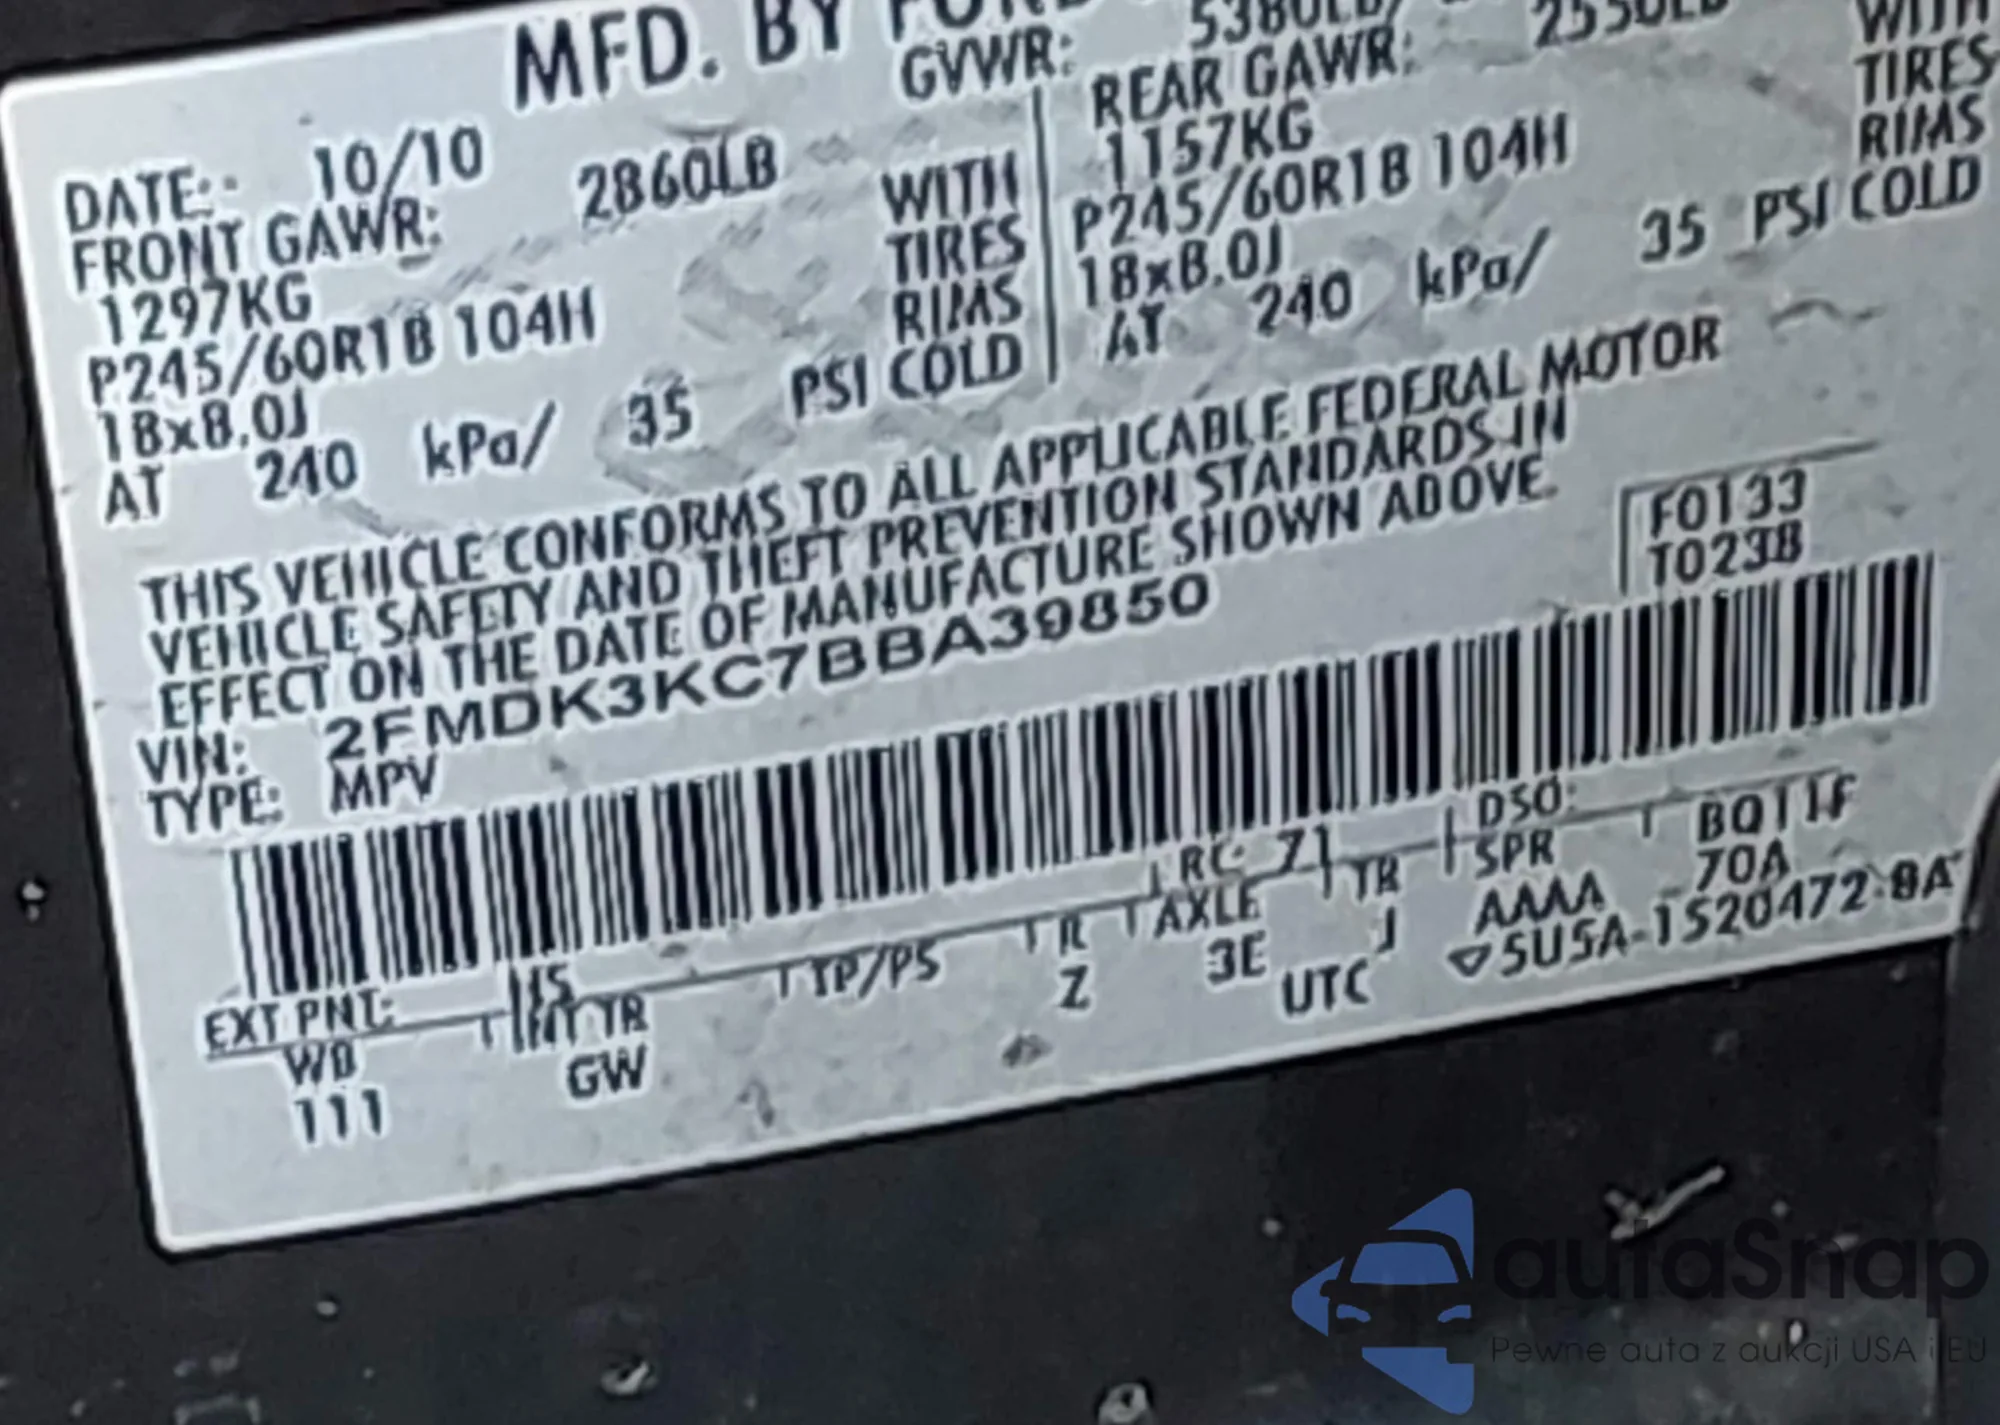 MFD. BY FORD
GVWR: 5380LB/
DATE: 10/10
FRONT GAWR: 2860LB
1297KG WITH
P245/60R18 104H TIRES
18x8.0J RIMS
AT 240 kPa/ 35 PSI COLD
REAR GAWR: 2550LB
1157KG WITH
P245/60R18 104H TIRES
18x8.0J RIMS
AT 240 kPa/ 35 PSI COLD
THIS VEHICLE CONFORMS TO ALL APPLICABLE FEDERAL MOTOR
VEHICLE SAFETY AND THEFT PREVENTION STANDARDS IN
EFFECT ON THE DATE OF MANUFACTURE SHOWN ABOVE.
F0133
T0238
VIN: 2FMDK3KC7BBA39850
TYPE: MPV
EXT PNT: RC: 71 DSO:
WB INT TR TP/PS R AXLE TR SPR BQ11F
111 GW Z 3E J AAAA 70A
UTC
5U5A-1520472-8A
autaSnap
Pewne auta z aukcji USA i EU